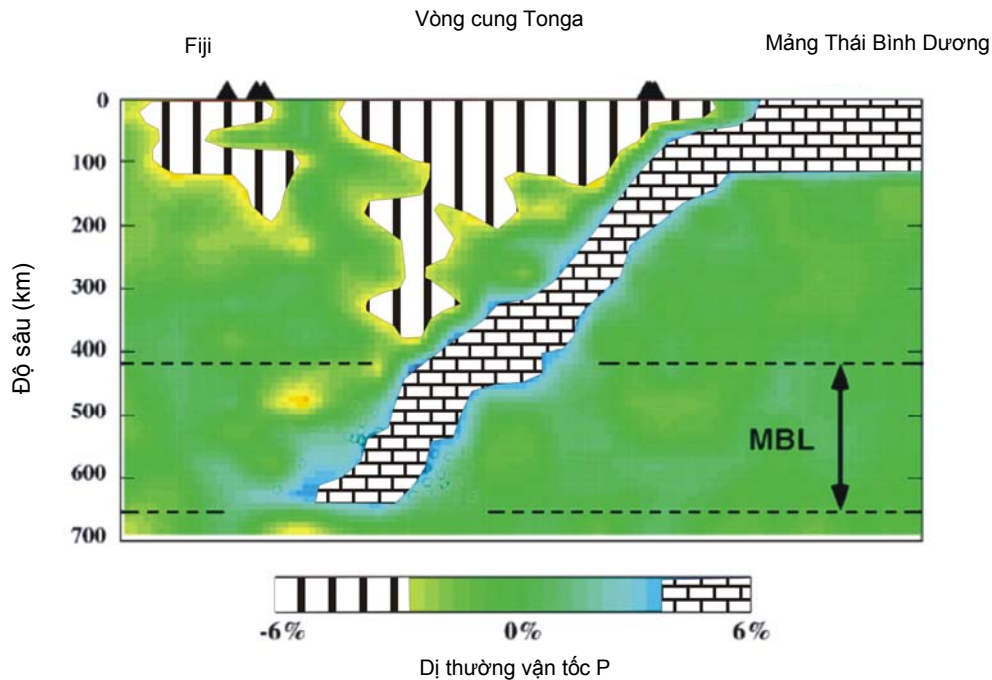 Vòng cung Tonga
Fiji
Mảng Thái Bình Dương
0
100
200
300
400
500
600
700
Độ sâu (km)
MBL
-6%
0%
6%
Dị thường vận tốc P